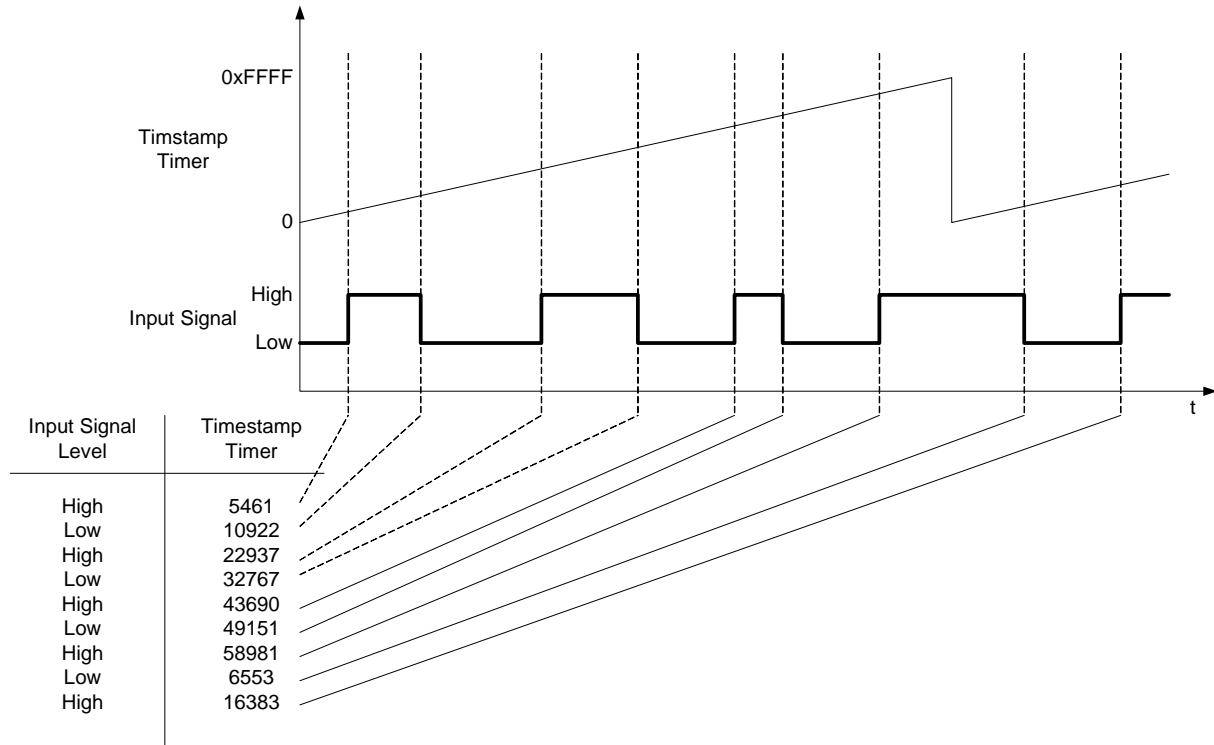 0xFFFF
Timstamp
Timer
0
High
Input Signal
Low
t
Input Signal
Level
Timestamp
Timer
High 5461
Low 10922
High 22937
Low 32767
High 43690
Low 49151
High 58981
Low 6553
High 16383